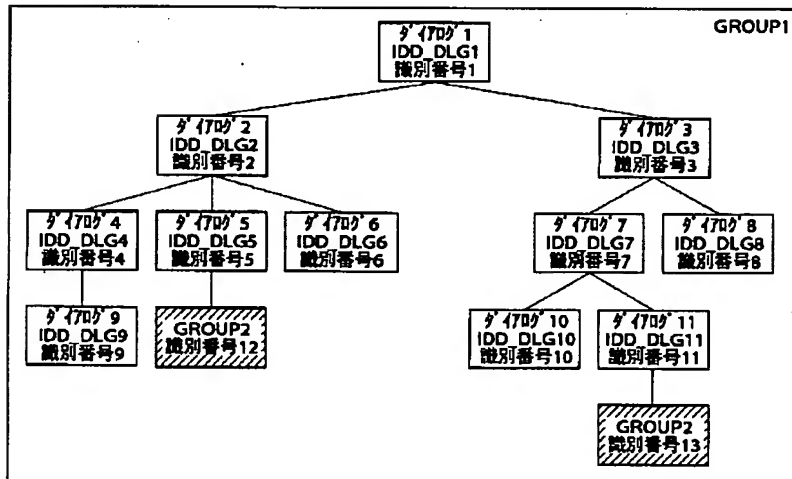 GROUP1
ﾀﾞｲｱﾛｸﾞ1
IDD_DLG1
識別番号1
ﾀﾞｲｱﾛｸﾞ2
IDD_DLG2
識別番号2
ﾀﾞｲｱﾛｸﾞ3
IDD_DLG3
識別番号3
ﾀﾞｲｱﾛｸﾞ4
IDD_DLG4
識別番号4
ﾀﾞｲｱﾛｸﾞ5
IDD_DLG5
識別番号5
ﾀﾞｲｱﾛｸﾞ6
IDD_DLG6
識別番号6
ﾀﾞｲｱﾛｸﾞ7
IDD_DLG7
識別番号7
ﾀﾞｲｱﾛｸﾞ8
IDD_DLG8
識別番号8
ﾀﾞｲｱﾛｸﾞ9
IDD_DLG9
識別番号9
GROUP2
識別番号12
ﾀﾞｲｱﾛｸﾞ10
IDD_DLG10
識別番号10
ﾀﾞｲｱﾛｸﾞ11
IDD_DLG11
識別番号11
GROUP2
識別番号13